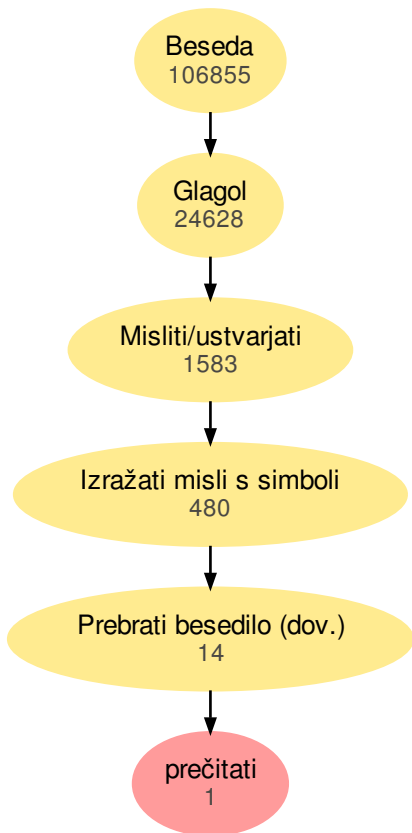 Beseda
106855
Glagol
24628
Misliti/ustvarjati
1583
Izražati misli s simboli
480
Prebrati besedilo (dov.)
14
prečitati
1